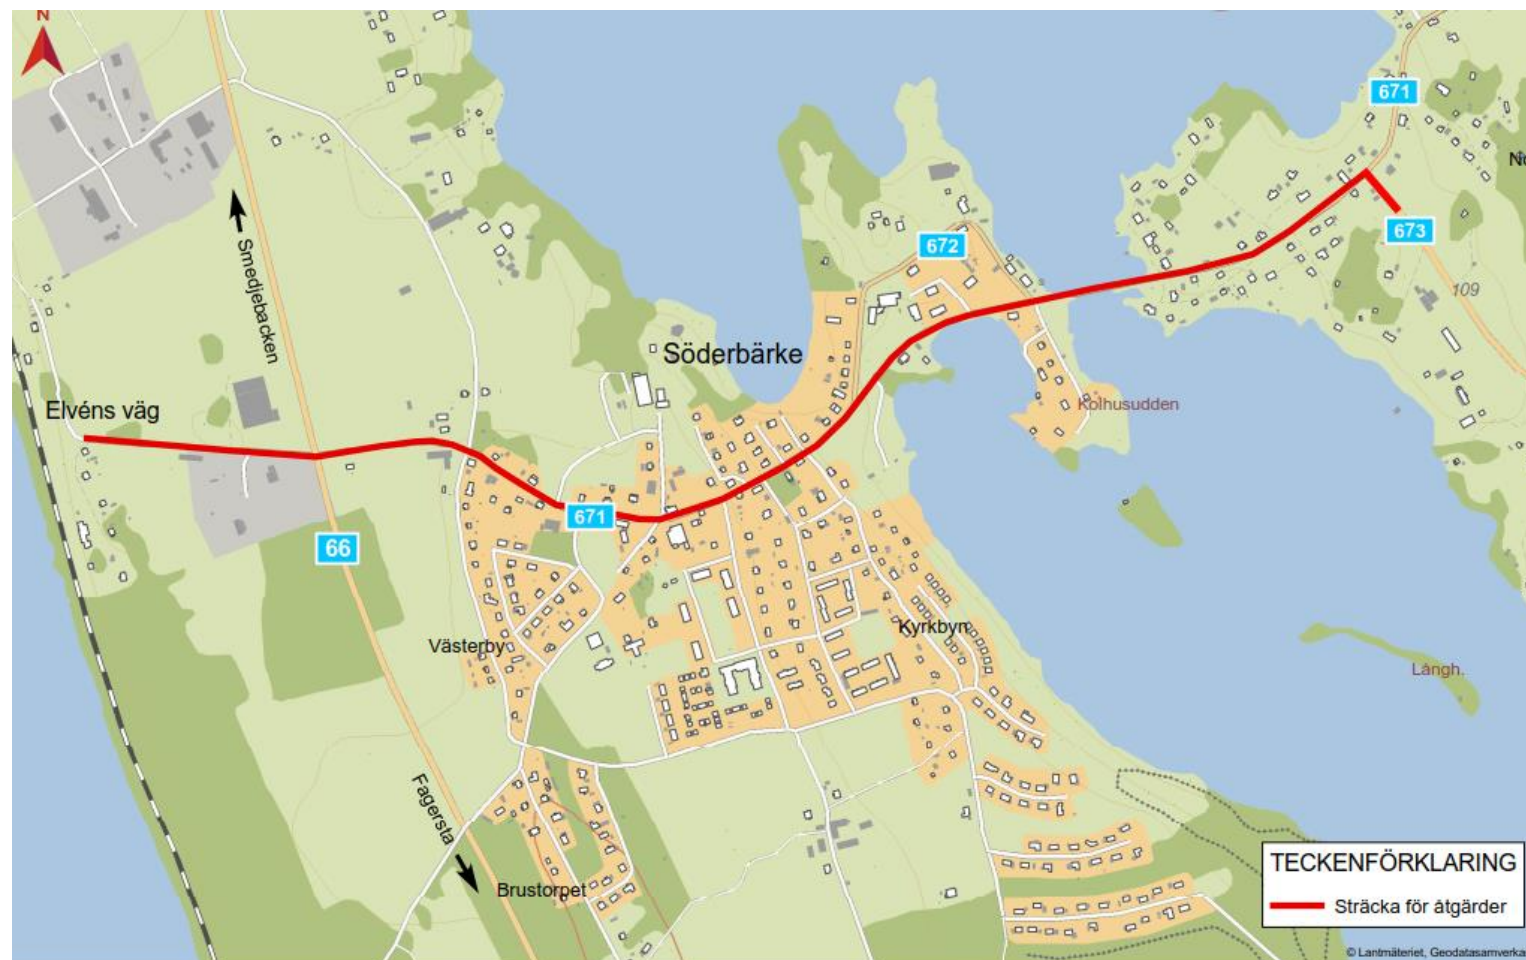 N
671
No
672
673
109
Smedjebacken
Söderbärke
Elvéns väg
Kolhusudden
671
66
Kyrkbyn
Västerby
Långh.
Fagersta
Brustorpet
TECKENFÖRKLARING
Sträcka för åtgärder
© Lantmäteriet, Geodatasamverka